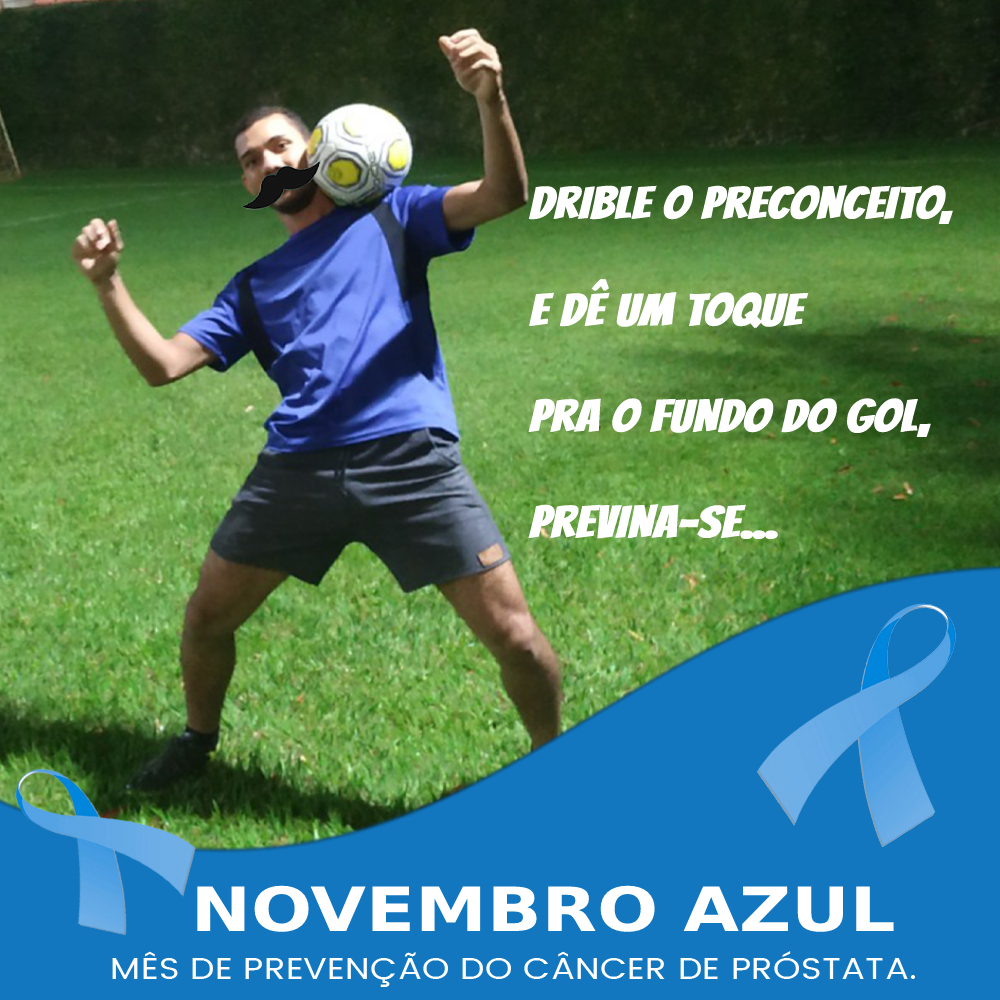 DRIBLE O PRECONCEITO,
E DÊ UM TOQUE
PRA O FUNDO DO GOL,
PREVINA-SE...
NOVEMBRO AZUL
MÊS DE PREVENÇÃO DO CÂNCER DE PRÓSTATA.